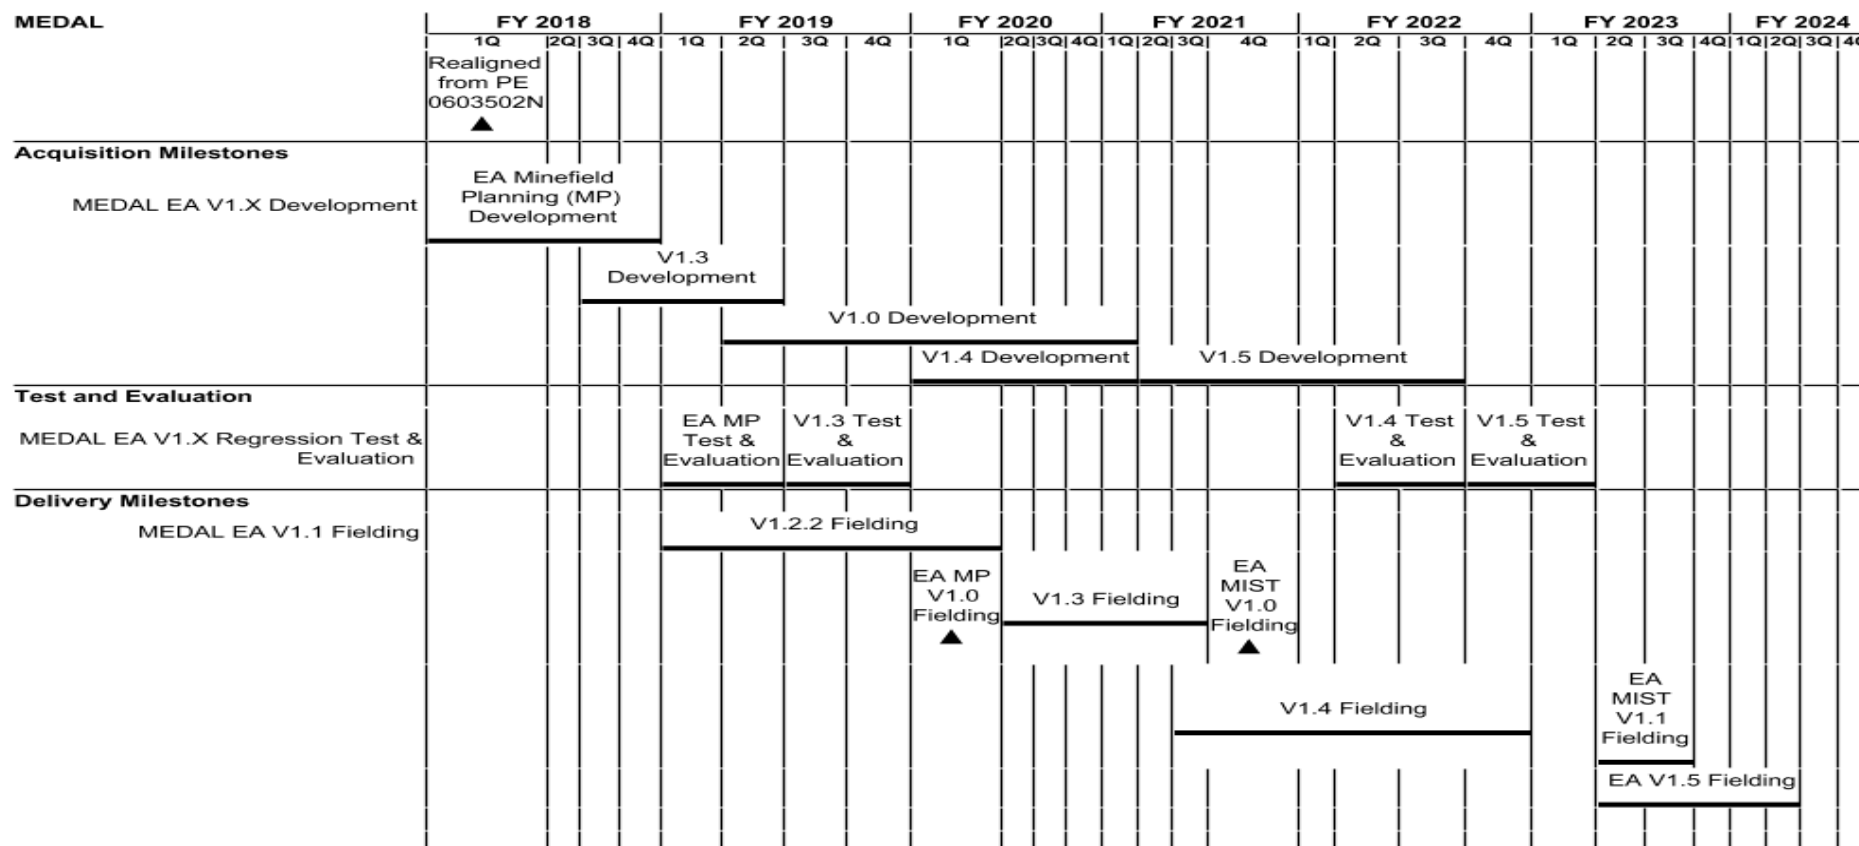 MEDAL FY 2018 FY 2019 FY 2020 FY 2021 FY 2022 FY 2023 FY 2024
1Q 2Q 3Q 4Q 1Q 2Q 3Q 4Q 1Q 2Q 3Q 4Q 1Q 2Q 3Q 4Q 1Q 2Q 3Q 4Q 1Q 2Q 3Q 4Q 1Q 2Q 3Q
Realigned
from PE
0603502N
Acquisition Milestones
MEDAL EA V1.X Development
EA Minefield
Planning (MP)
Development
V1.3
Development
V1.0 Development
V1.4 Development
V1.5 Development
Test and Evaluation
MEDAL EA V1.X Regression Test &
Evaluation
EA MP
Test &
Evaluation
V1.3 Test
&
Evaluation
V1.4 Test
&
Evaluation
V1.5 Test
&
Evaluation
Delivery Milestones
MEDAL EA V1.1 Fielding
V1.2.2 Fielding
EA MP
V1.0
Fielding
V1.3 Fielding
EA
MIST
V1.0
Fielding
V1.4 Fielding
EA
MIST
V1.1
Fielding
EA V1.5 Fielding